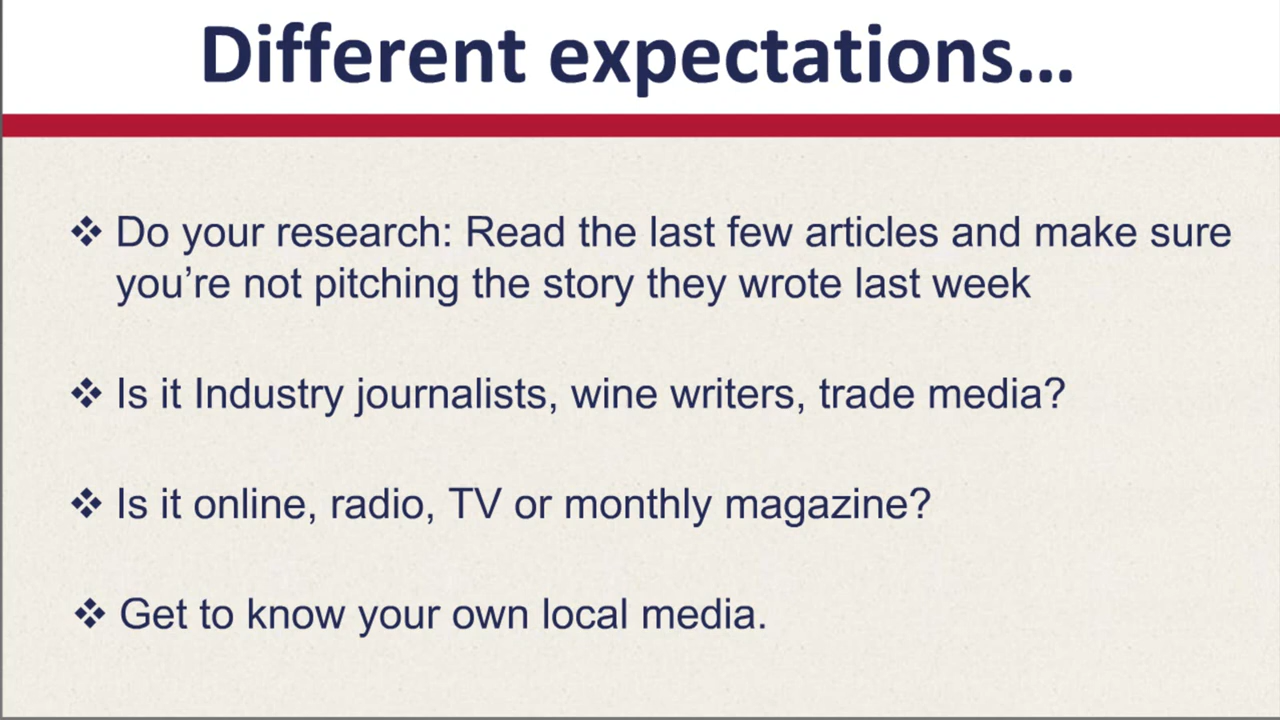 Different expectations...
❖ Do your research: Read the last few articles and make sure
you’re not pitching the story they wrote last week
❖ Is it Industry journalists, wine writers, trade media?
❖ Is it online, radio, TV or monthly magazine?
❖ Get to know your own local media.